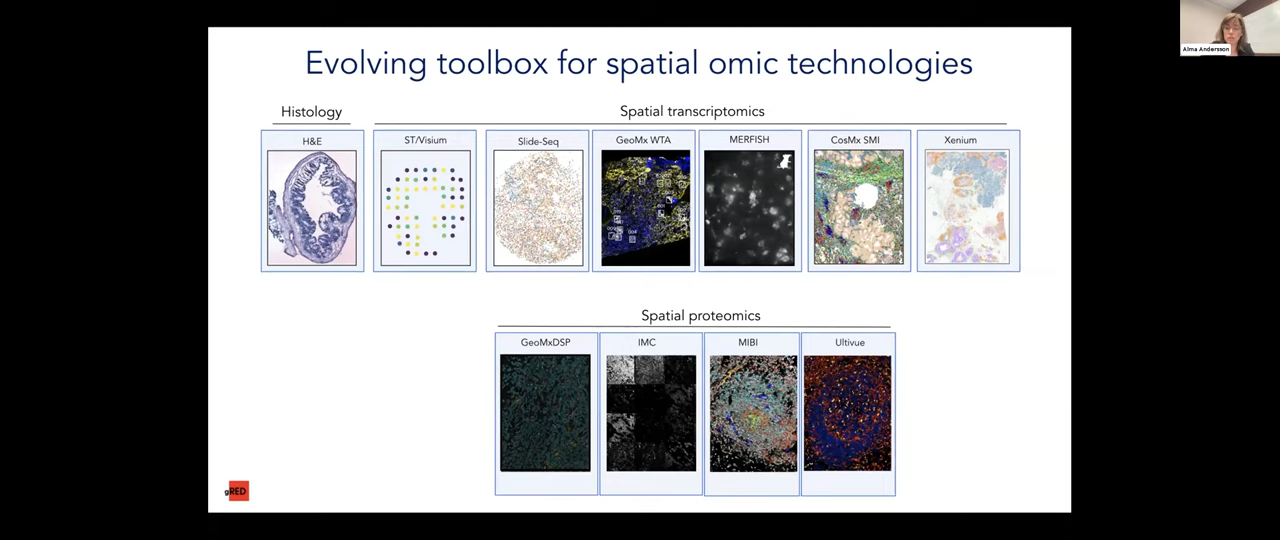 Evolving toolbox for spatial omic technologies
Alma Andersson
Histology
Spatial transcriptomics
H&E
ST/Visium
Slide-Seq
GeoMx WTA
MERFISH
CosMx SMI
Xenium
Spatial proteomics
GeoMxDSP
IMC
MIBI
Ultivue
gRED